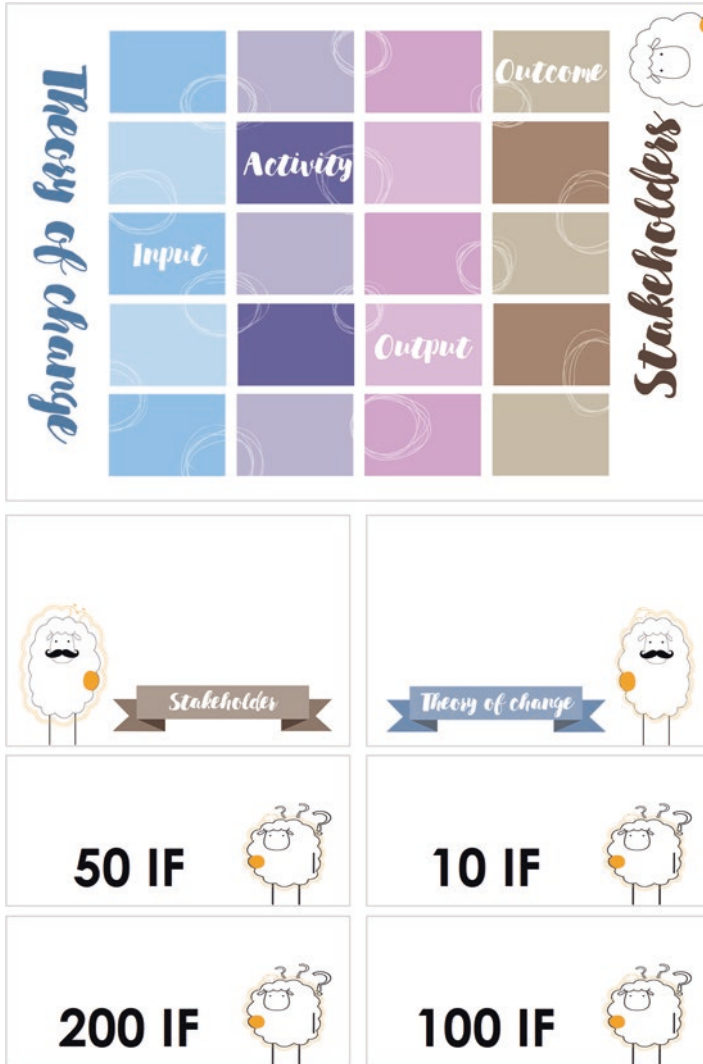 Theory of change
Outcome
Activity
Input
Output
Stakeholders
Stakeholder
Theory of change
50 IF
10 IF
200 IF
100 IF